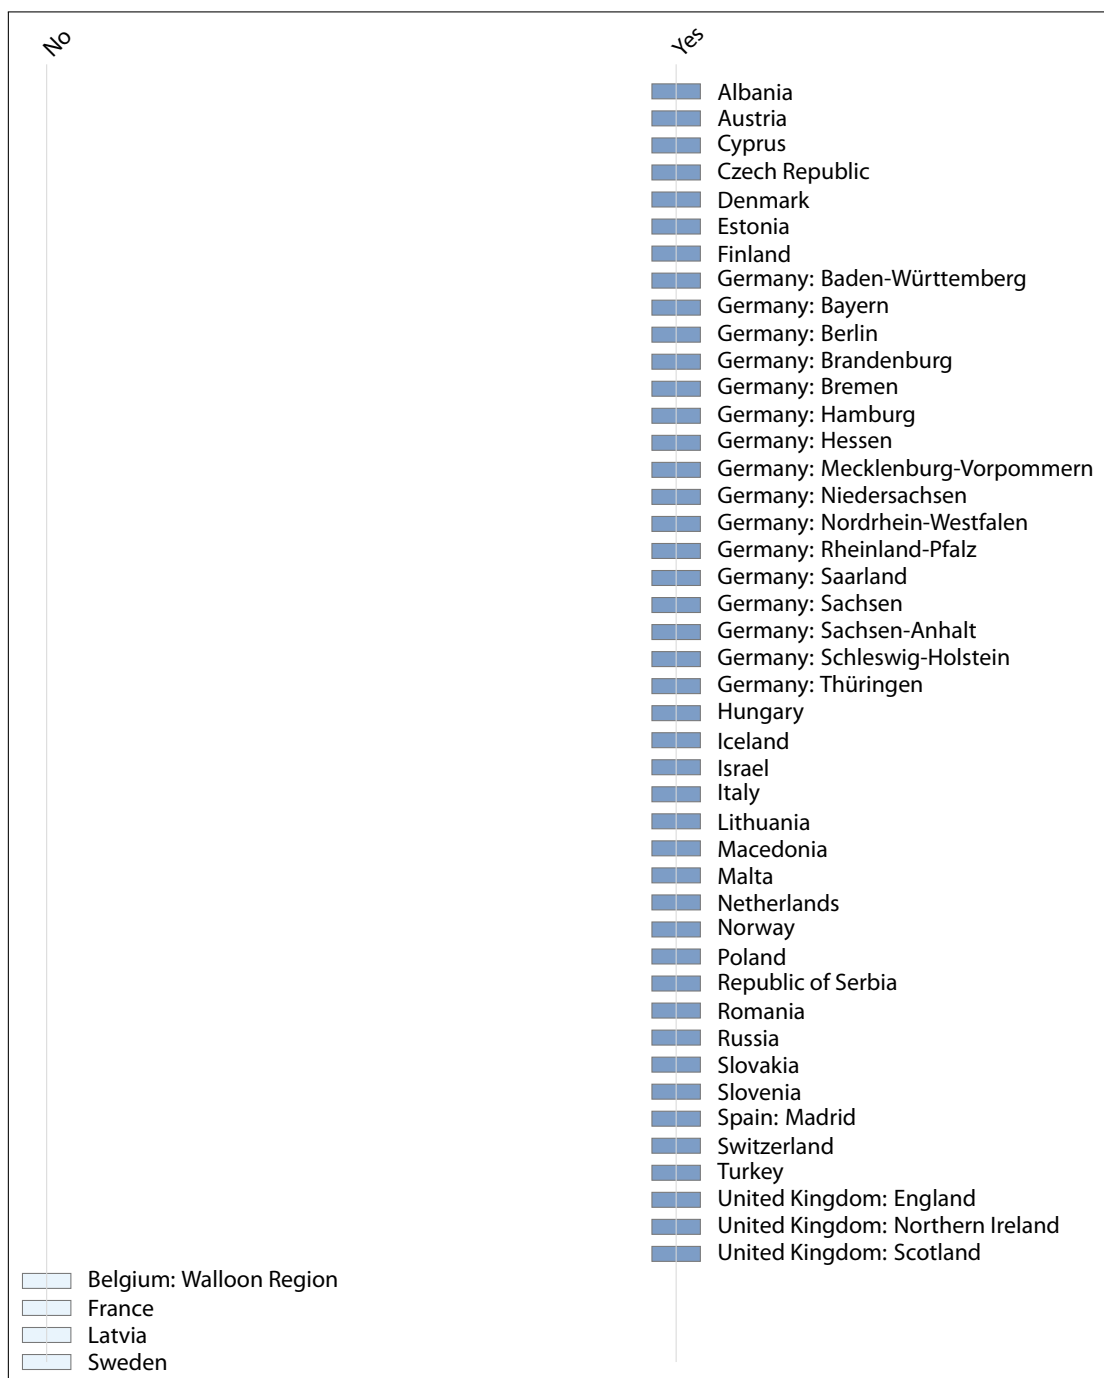 No
Yes
Albania
Austria
Cyprus
Czech Republic
Denmark
Estonia
Finland
Germany: Baden-Württemberg
Germany: Bayern
Germany: Berlin
Germany: Brandenburg
Germany: Bremen
Germany: Hamburg
Germany: Hessen
Germany: Mecklenburg-Vorpommern
Germany: Niedersachsen
Germany: Nordrhein-Westfalen
Germany: Rheinland-Pfalz
Germany: Saarland
Germany: Sachsen
Germany: Sachsen-Anhalt
Germany: Schleswig-Holstein
Germany: Thüringen
Hungary
Iceland
Israel
Italy
Lithuania
Macedonia
Malta
Netherlands
Norway
Poland
Republic of Serbia
Romania
Russia
Slovakia
Slovenia
Spain: Madrid
Switzerland
Turkey
United Kingdom: England
United Kingdom: Northern Ireland
United Kingdom: Scotland
Belgium: Walloon Region
France
Latvia
Sweden